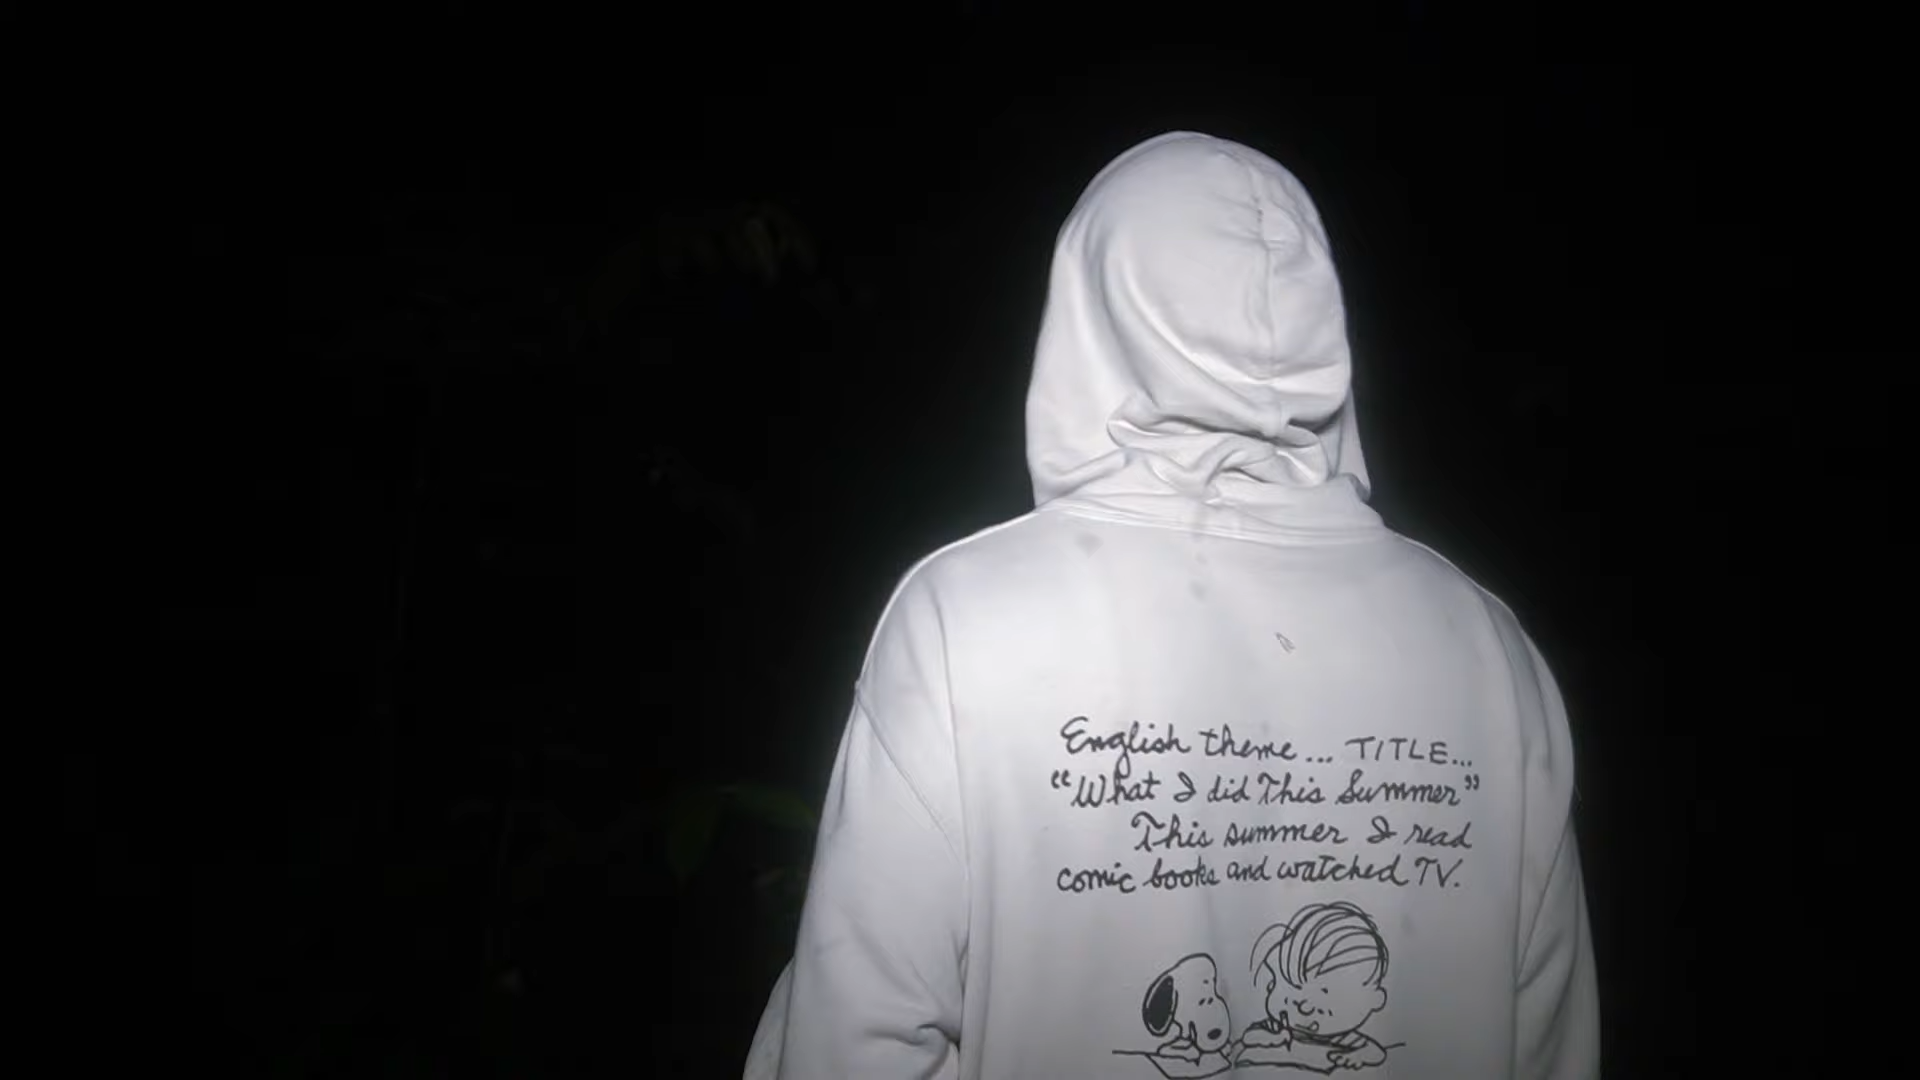 English theme... TITLE...
“What I did This Summer”
This summer I read
comic books and watched TV.